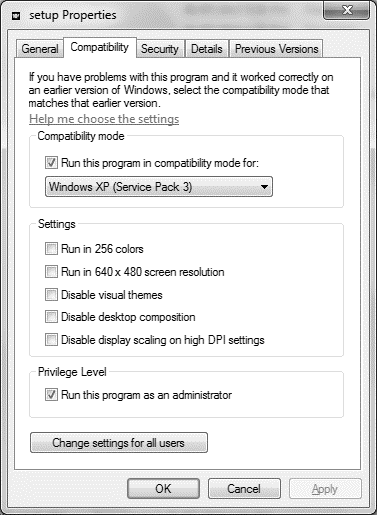 setup Properties
General Compatibility Security Details Previous Versions
If you have problems with this program and it worked correctly on
an earlier version of Windows, select the compatibility mode that
matches that earlier version.
Help me choose the settings
Compatibility mode
Run this program in compatibility mode for:
Windows XP (Service Pack 3)
Settings
Run in 256 colors
Run in 640 x 480 screen resolution
Disable visual themes
Disable desktop composition
Disable display scaling on high DPI settings
Privilege Level
Run this program as an administrator
Change settings for all users
OK Cancel Apply